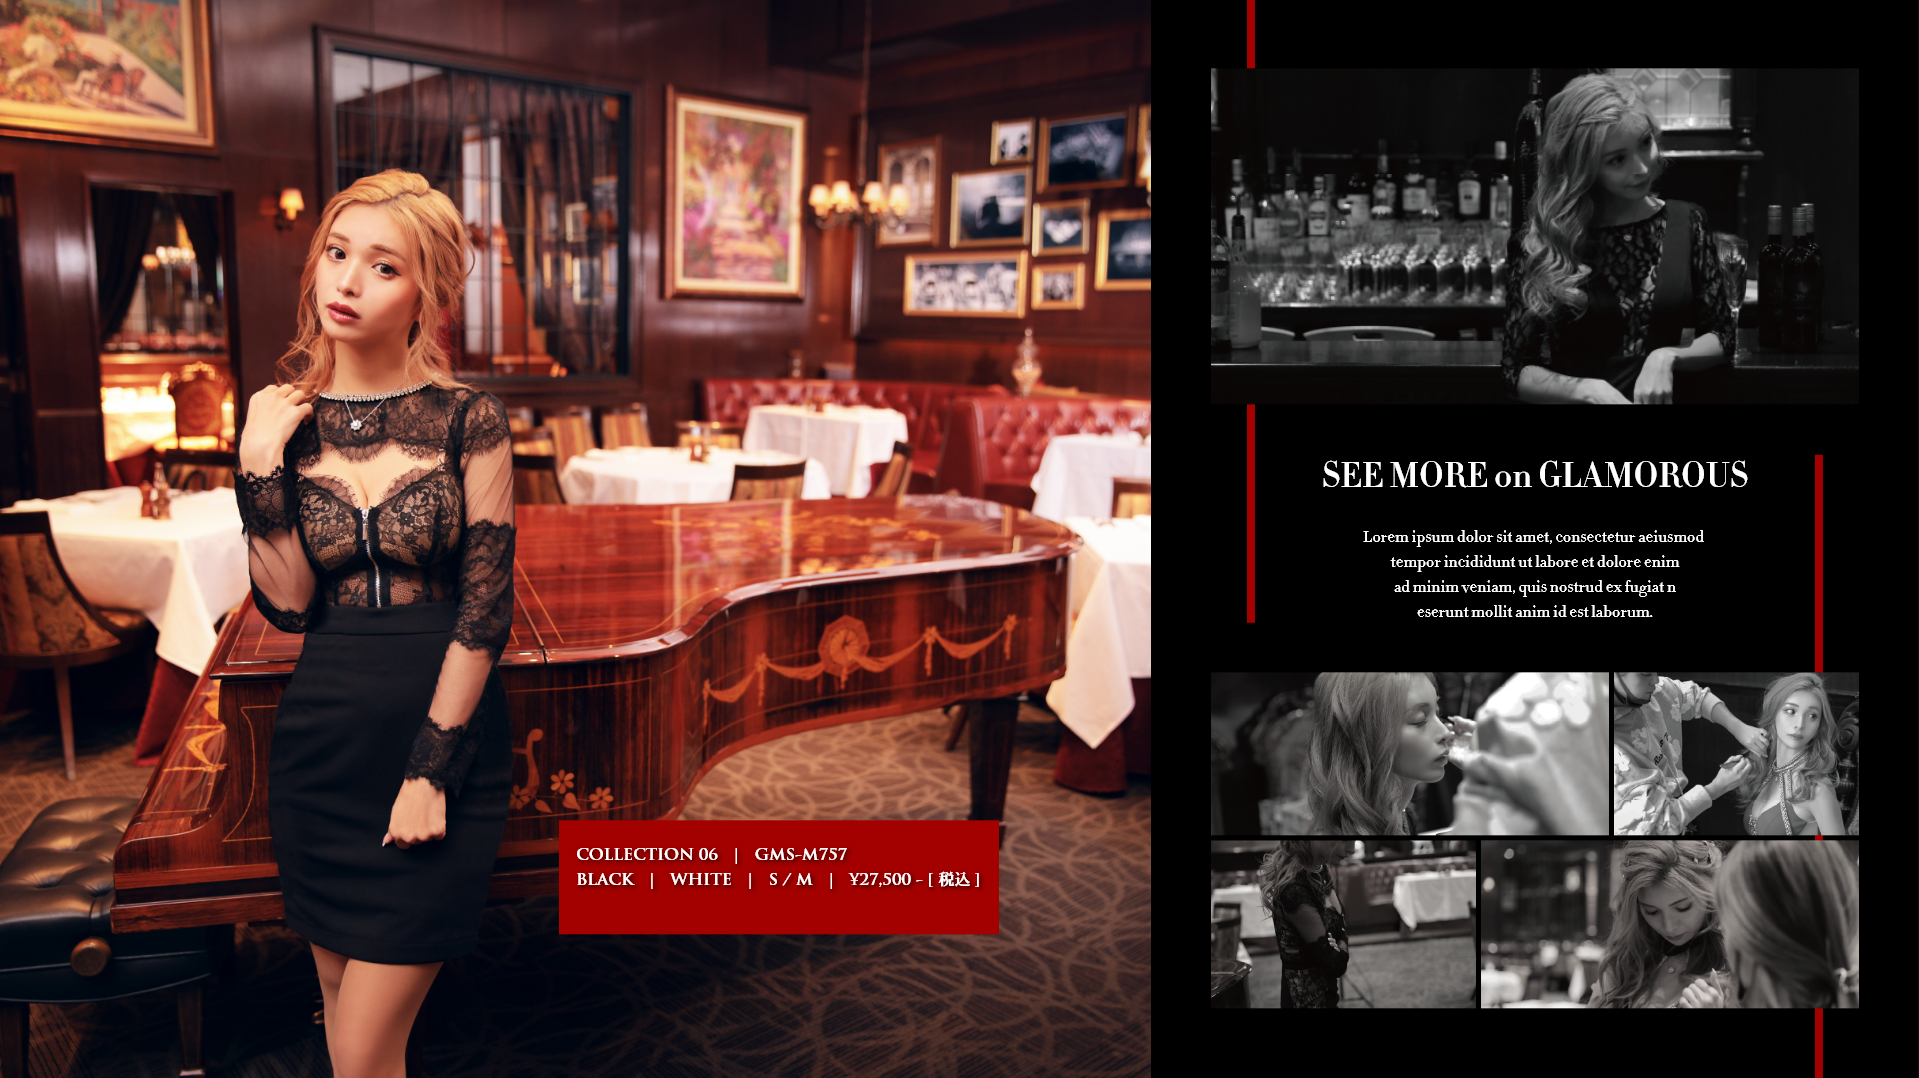 COLLECTION 06 | GMS-M757
BLACK | WHITE | S / M | ¥27,500 - [ 税込 ]
SEE MORE on GLAMOROUS
Lorem ipsum dolor sit amet, consectetur aeiusmod
tempor incididunt ut labore et dolore enim
ad minim veniam, quis nostrud ex fugiat n
eserunt mollit anim id est laborum.